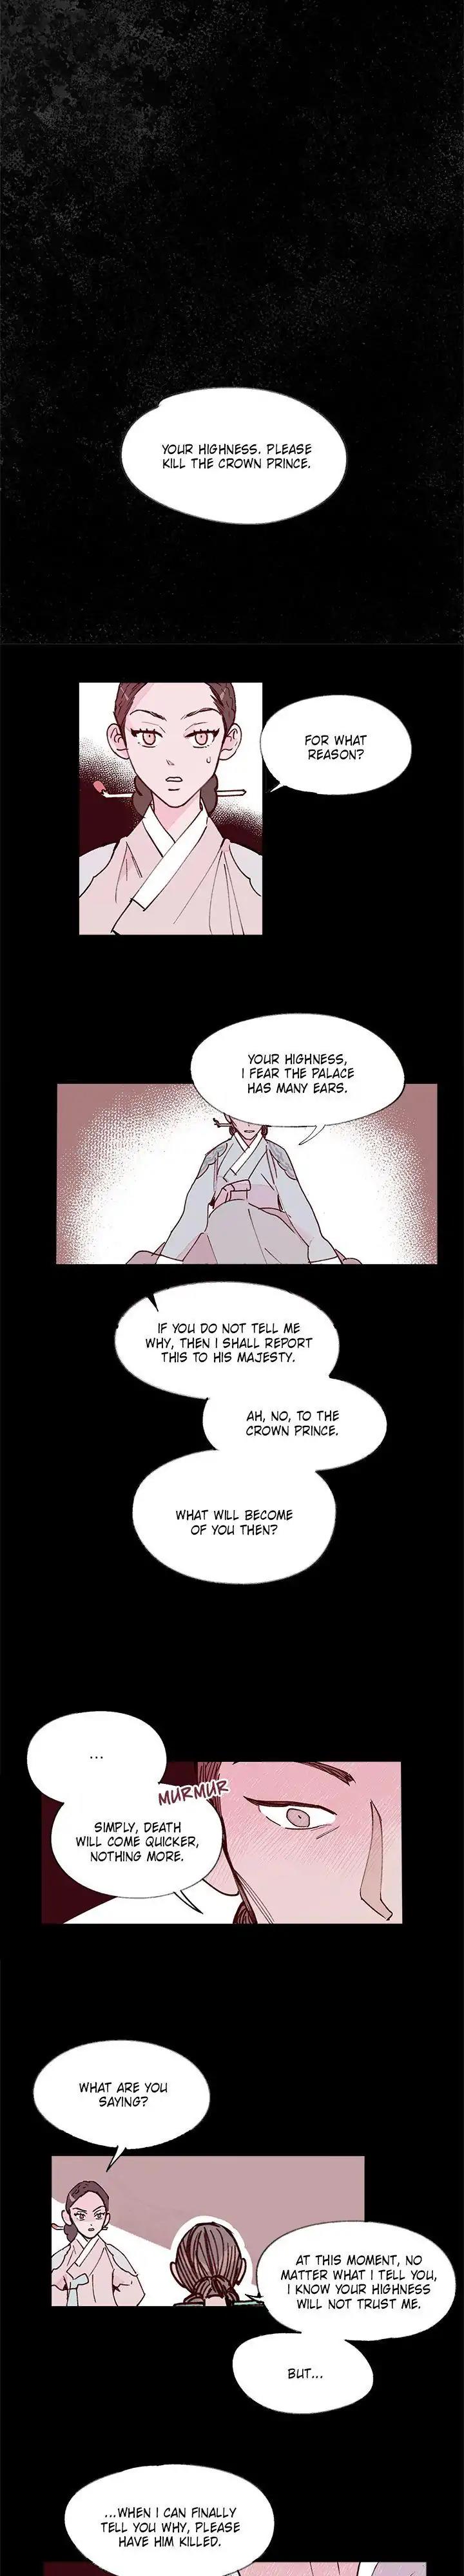 YOUR HIGHNESS. PLEASE
KILL THE CROWN PRINCE.
FOR WHAT
REASON?
YOUR HIGHNESS,
I FEAR THE PALACE
HAS MANY EARS.
IF YOU DO NOT TELL ME
WHY, THEN I SHALL REPORT
THIS TO HIS MAJESTY.
AH, NO, TO THE
CROWN PRINCE.
WHAT WILL BECOME
OF YOU THEN?
...
MURMUR
SIMPLY, DEATH
WILL COME QUICKER,
NOTHING MORE.
WHAT ARE YOU
SAYING?
AT THIS MOMENT, NO
MATTER WHAT I TELL YOU,
I KNOW YOUR HIGHNESS
WILL NOT TRUST ME.
BUT...
...WHEN I CAN FINALLY
TELL YOU WHY, PLEASE
HAVE HIM KILLED.